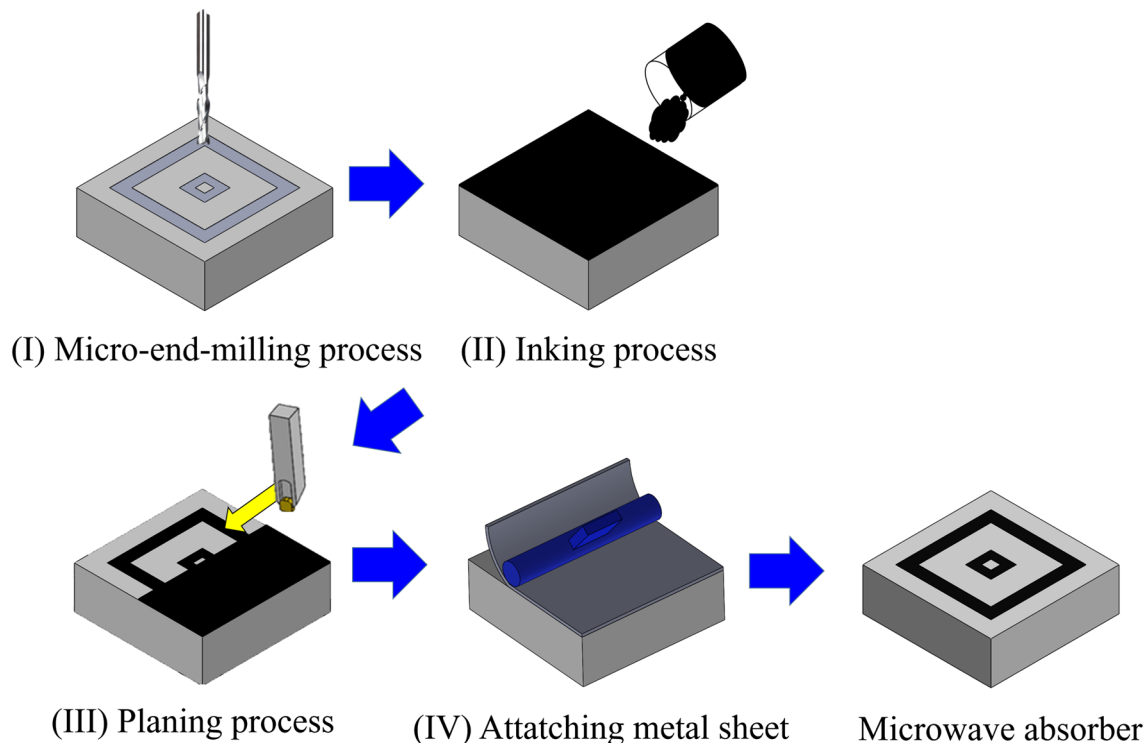 (I) Micro-end-milling process
(II) Inking process
(III) Planing process
(IV) Attatching metal sheet
Microwave absorber